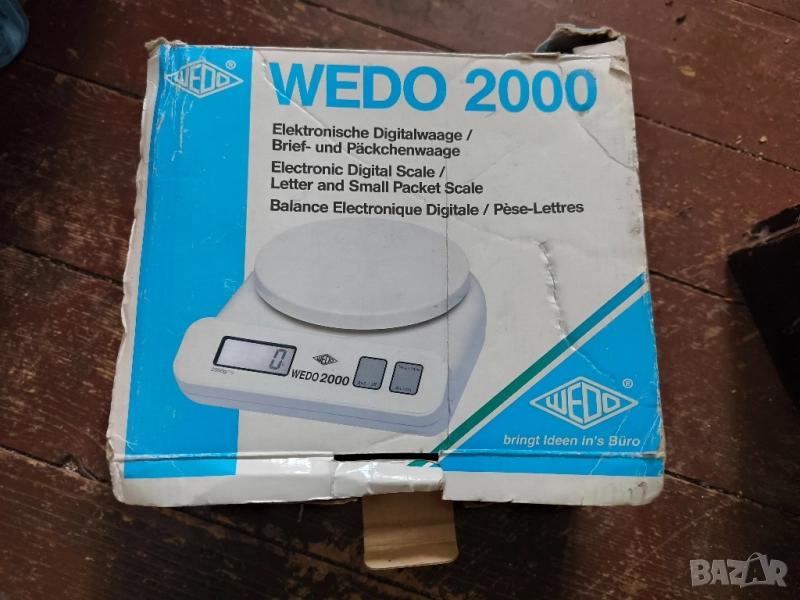 WEDO ®
WEDO 2000
Elektronische Digitalwaage /
Brief- und Päckchenwaage
Electronic Digital Scale /
Letter and Small Packet Scale
Balance Electronique Digitale / Pèse-Lettres
0
WEDO
WEDO 2000
WEDO ®
bringt Ideen in's Büro
BAZAR